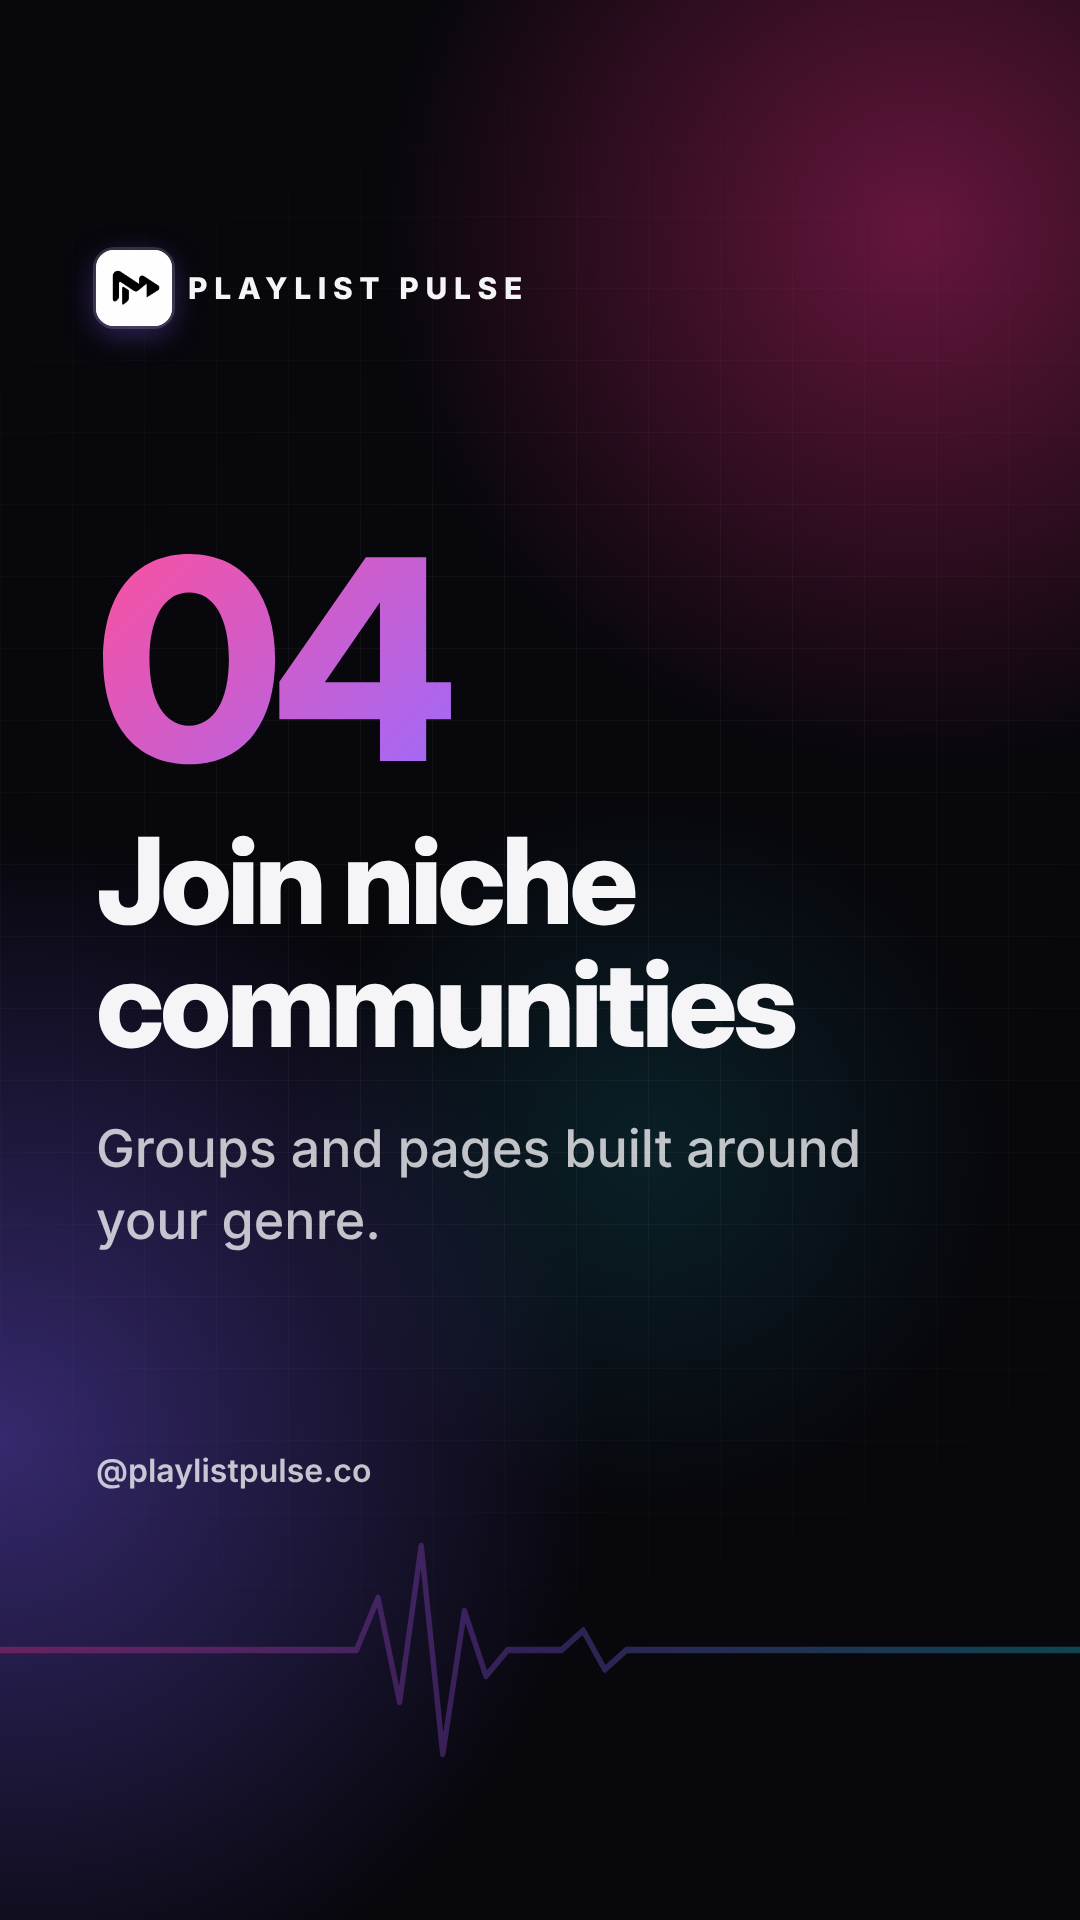 PLAYLIST PULSE
04
Join niche
communities
Groups and pages built around
your genre.
@playlistpulse.co